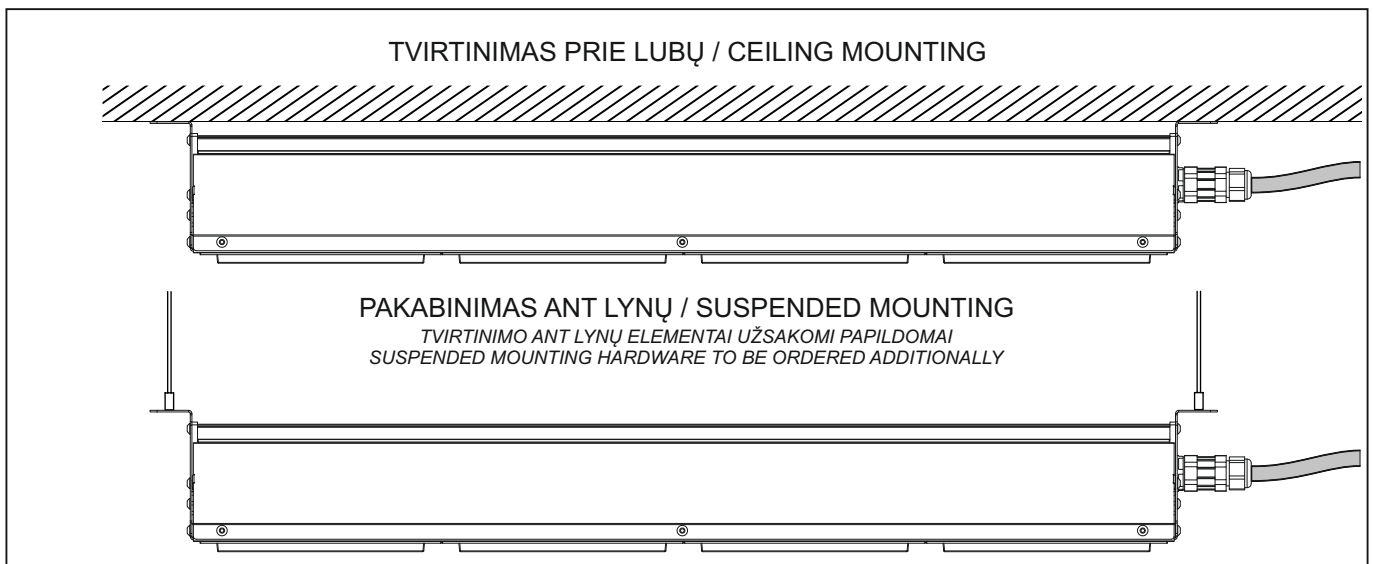 TVIRTINIMAS PRIE LUBŲ / CEILING MOUNTING
PAKABINIMAS ANT LYNŲ / SUSPENDED MOUNTING
TVIRTINIMO ANT LYNŲ ELEMENTAI UŽSAKOMI PAPILDOMAI
SUSPENDED MOUNTING HARDWARE TO BE ORDERED ADDITIONALLY